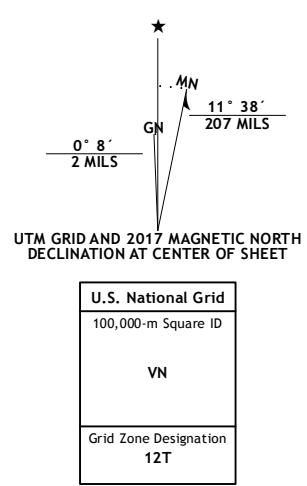 ★
MN
11° 38´
207 MILS
GN
0° 8´
2 MILS
UTM GRID AND 2017 MAGNETIC NORTH
DECLINATION AT CENTER OF SHEET
U.S. National Grid
100,000-m Square ID
VN
Grid Zone Designation
12T